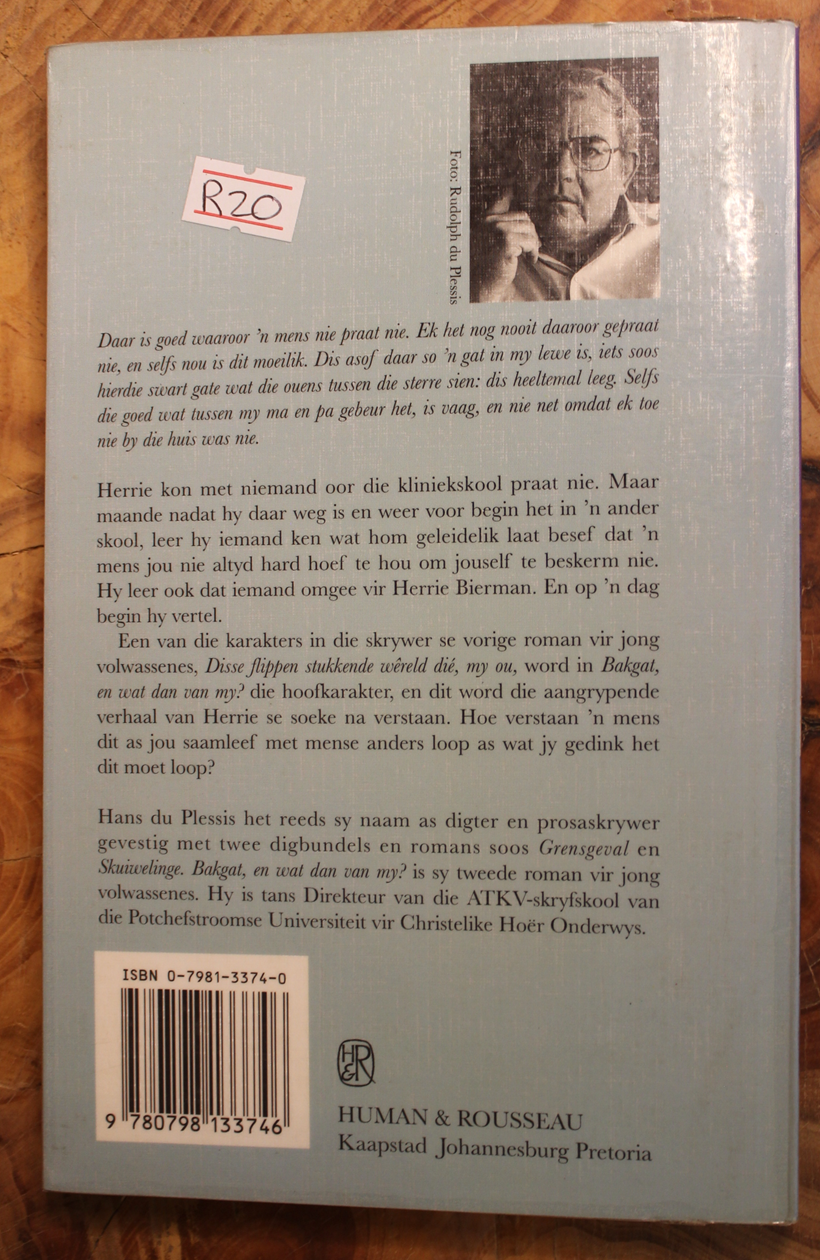 R20
Foto: Rudolph du Plessis
Daar is goed waaroor 'n mens nie praat nie. Ek het nog nooit daaroor gepraat
nie, en selfs nou is dit moeilik. Dis asof daar so 'n gat in my lewe is, iets soos
hierdie swart gate wat die ouens tussen die sterre sien: dis heeltemal leeg. Selfs
die goed wat tussen my ma en pa gebeur het, is vaag, en nie net omdat ek toe
nie by die huis was nie.
Herrie kon met niemand oor die kliniekskool praat nie. Maar
maande nadat hy daar weg is en weer voor begin het in 'n ander
skool, leer hy iemand ken wat hom geleidelik laat besef dat 'n
mens jou nie altyd hard hoef te hou om jouself te beskerm nie.
Hy leer ook dat iemand omgee vir Herrie Bierman. En op 'n dag
begin hy vertel.
Een van die karakters in die skrywer se vorige roman vir jong
volwassenes, Disse flippen stukkende wêreld dié, my ou, word in Bakgat,
en wat dan van my? die hoofkarakter, en dit word die aangrypende
verhaal van Herrie se soeke na verstaan. Hoe verstaan 'n mens
dit as jou saamleef met mense anders loop as wat jy gedink het
dit moet loop?
Hans du Plessis het reeds sy naam as digter en prosaskrywer
gevestig met twee digbundels en romans soos Grensgeval en
Skuiwelinge. Bakgat, en wat dan van my? is sy tweede roman vir jong
volwassenes. Hy is tans Direkteur van die ATKV-skryfskool van
die Potchefstroomse Universiteit vir Christelike Hoër Onderwys.
ISBN 0-7981-3374-0
9 780798 133746
H&R
HUMAN & ROUSSEAU
Kaapstad Johannesburg Pretoria